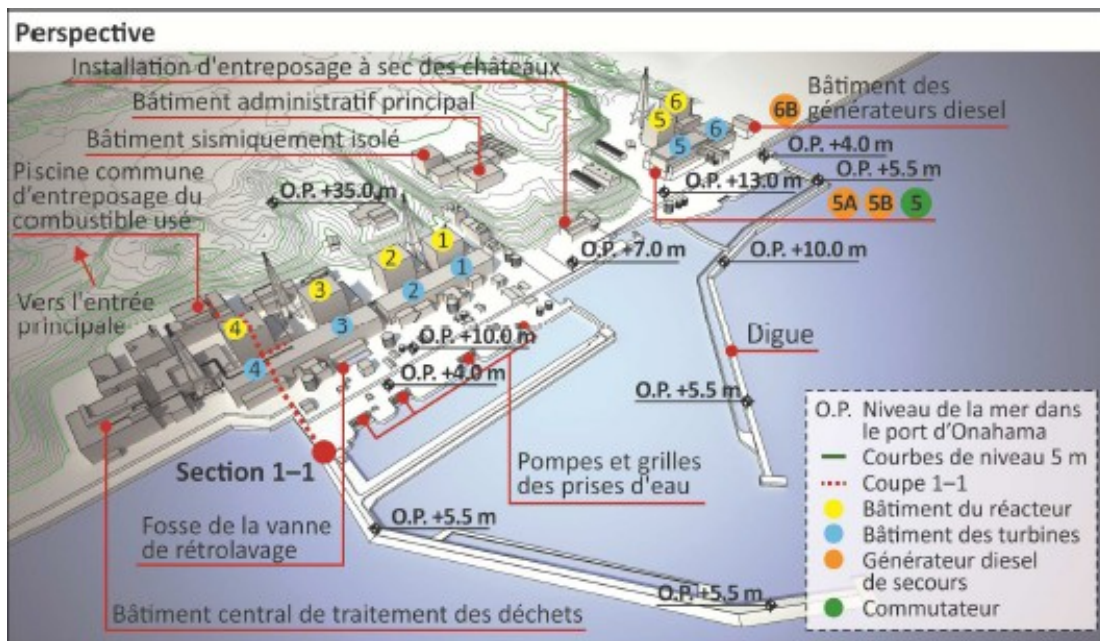 Perspective
Installation d'entreposage à sec des châteaux
Bâtiment administratif principal
Bâtiment sismiquement isolé
Piscine commune
d'entreposage du
combustible usé
O.P. +35.0 m
Vers l'entrée
principale
6
5
6
5
6B
Bâtiment des
générateurs diesel
O.P. +4.0 m
O.P. +5.5 m
O.P. +13.0 m
5A
5B
5
O.P. +7.0 m
O.P. +10.0 m
1
2
1
3
2
4
3
4
O.P. +10.0 m
O.P. +4.0 m
Digue
O.P. +5.5 m
Section 1–1
Pompes et grilles
des prises d'eau
Fosse de la vanne
de rétrolavage
O.P. +5.5 m
O.P. +5.5 m
Bâtiment central de traitement des déchets
O.P. Niveau de la mer dans
le port d'Onahama
Courbes de niveau 5 m
Coupe 1–1
Bâtiment du réacteur
Bâtiment des turbines
Générateur diesel
de secours
Commutateur